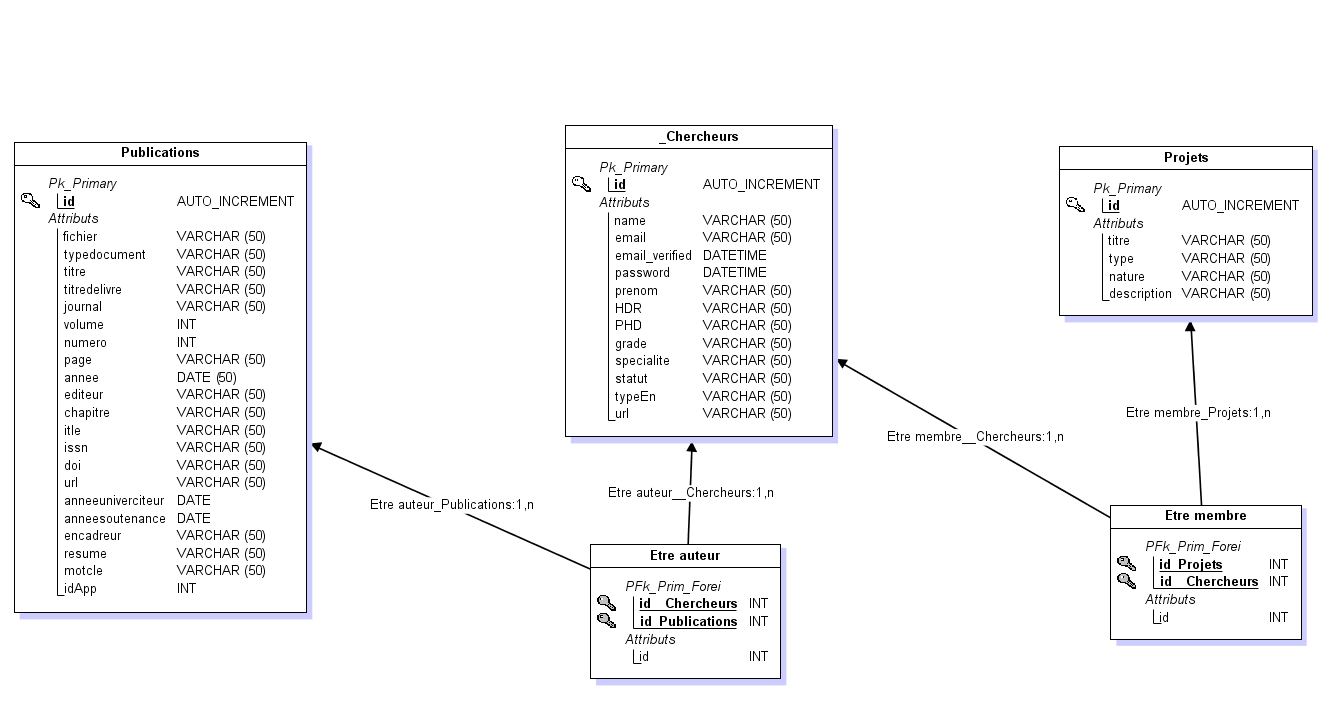 Publications
Pk_Primary
id AUTO_INCREMENT
Attributs
fichier VARCHAR (50)
typedocument VARCHAR (50)
titre VARCHAR (50)
titredelivre VARCHAR (50)
journal VARCHAR (50)
volume INT
numero INT
page VARCHAR (50)
annee DATE (50)
editeur VARCHAR (50)
chapitre VARCHAR (50)
itle VARCHAR (50)
issn VARCHAR (50)
doi VARCHAR (50)
url VARCHAR (50)
anneeuniverciteur DATE
anneesoutenance DATE
encadreur VARCHAR (50)
resume VARCHAR (50)
motcle VARCHAR (50)
idApp INT
_Chercheurs
Pk_Primary
id AUTO_INCREMENT
Attributs
name VARCHAR (50)
email VARCHAR (50)
email_verified DATETIME
password DATETIME
prenom VARCHAR (50)
HDR VARCHAR (50)
PHD VARCHAR (50)
grade VARCHAR (50)
specialite VARCHAR (50)
statut VARCHAR (50)
typeEn VARCHAR (50)
url VARCHAR (50)
Projets
Pk_Primary
id AUTO_INCREMENT
Attributs
titre VARCHAR (50)
type VARCHAR (50)
nature VARCHAR (50)
description VARCHAR (50)
Etre auteur_Publications:1,n
Etre auteur__Chercheurs:1,n
Etre membre__Chercheurs:1,n
Etre membre_Projets:1,n
Etre auteur
PFk_Prim_Forei
id__Chercheurs INT
id_Publications INT
Attributs
id INT
Etre membre
PFk_Prim_Forei
id_Projets INT
id__Chercheurs INT
Attributs
id INT